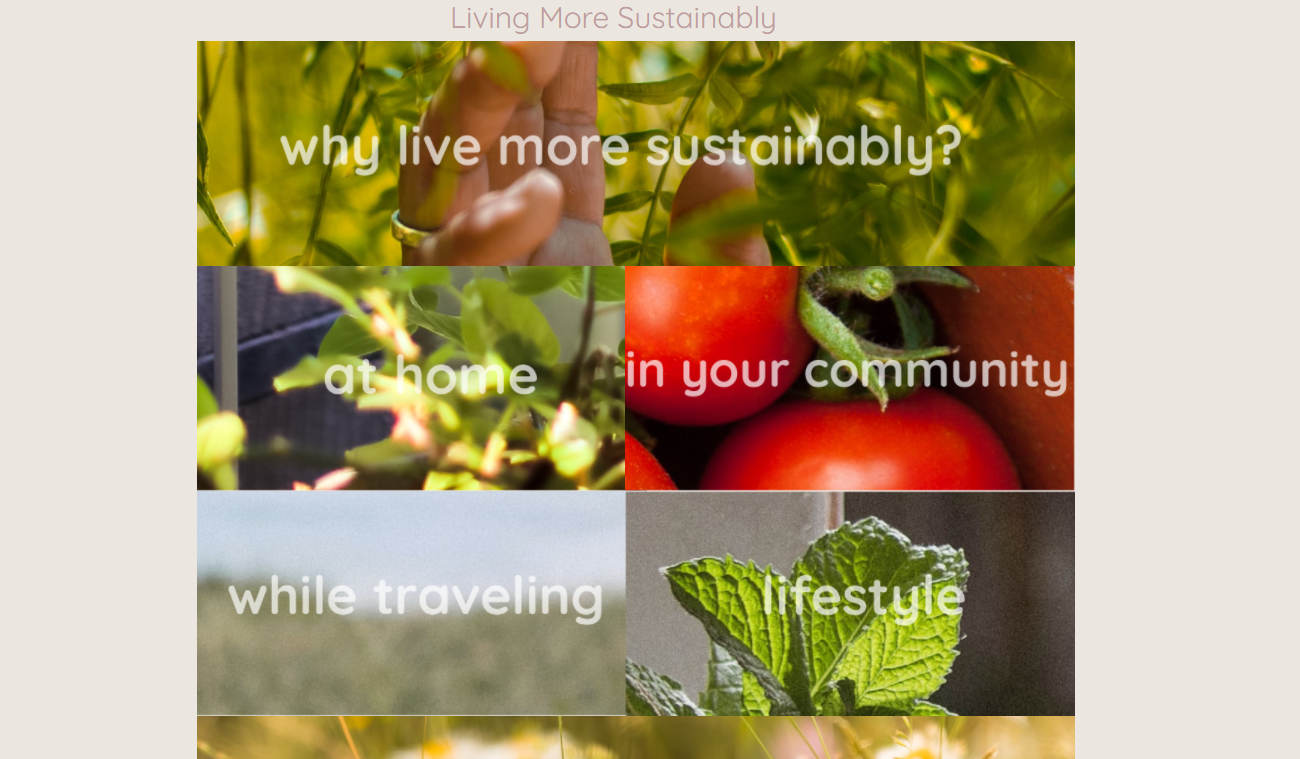 Living More Sustainably
why live more sustainably?
at home
in your community
while traveling
lifestyle